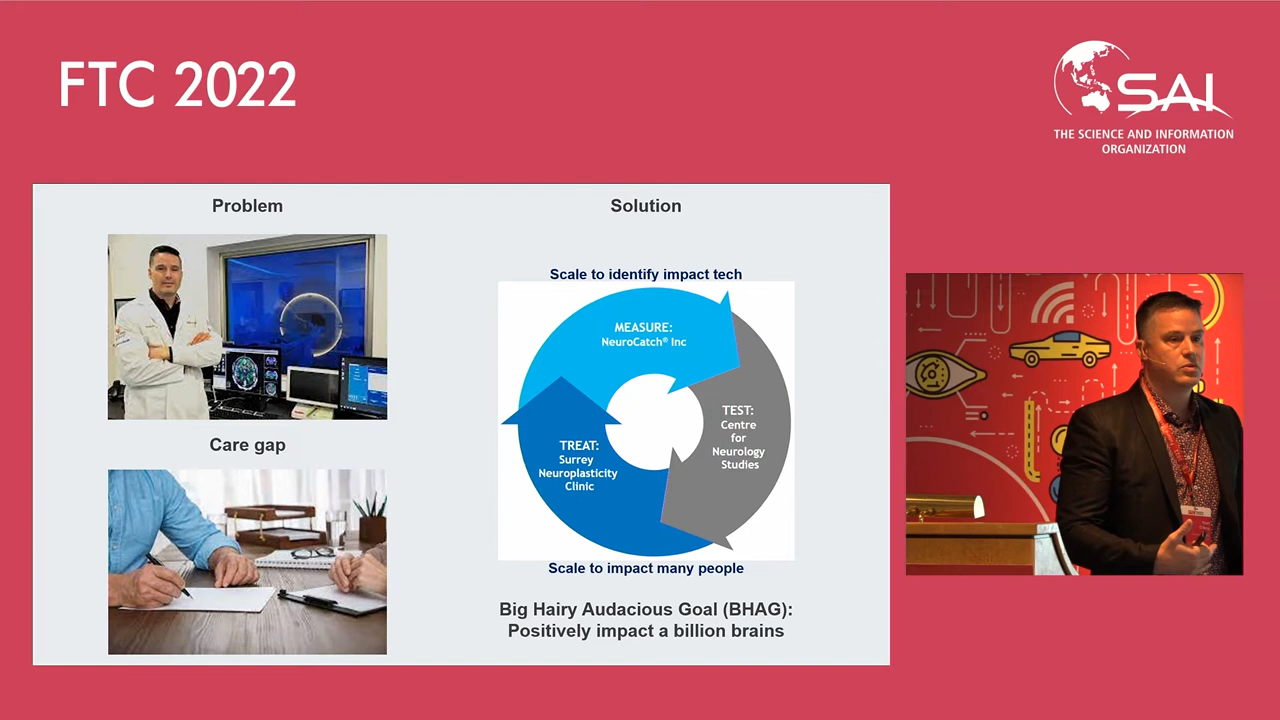 FTC 2022
SAI
THE SCIENCE AND INFORMATION
ORGANIZATION
Problem
Care gap
Solution
Scale to identify impact tech
MEASURE:
NeuroCatch® Inc
TEST:
Centre
for
Neurology
Studies
TREAT:
Surrey
Neuroplasticity
Clinic
Scale to impact many people
Big Hairy Audacious Goal (BHAG):
Positively impact a billion brains